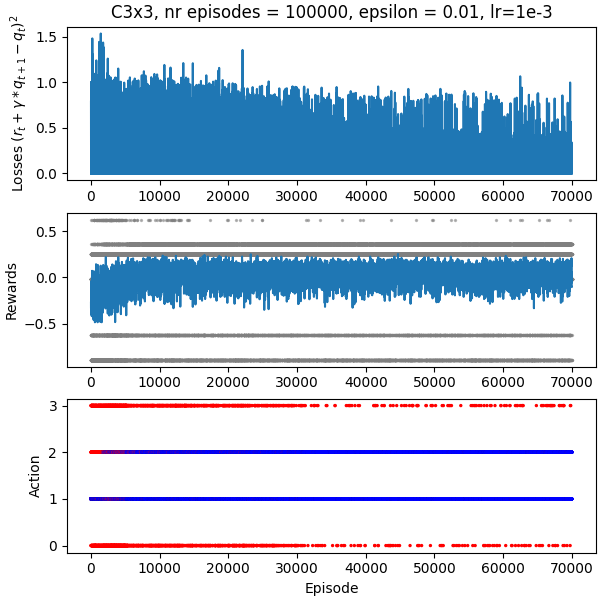 C3x3, nr episodes = 100000, epsilon = 0.01, lr=1e-3
Losses $(r_t + \gamma * q_{t+1} - q_t)^2$
1.5
1.0
0.5
0.0
0 10000 20000 30000 40000 50000 60000 70000
Rewards
0.5
0.0
−0.5
0 10000 20000 30000 40000 50000 60000 70000
Action
3
2
1
0
0 10000 20000 30000 40000 50000 60000 70000
Episode